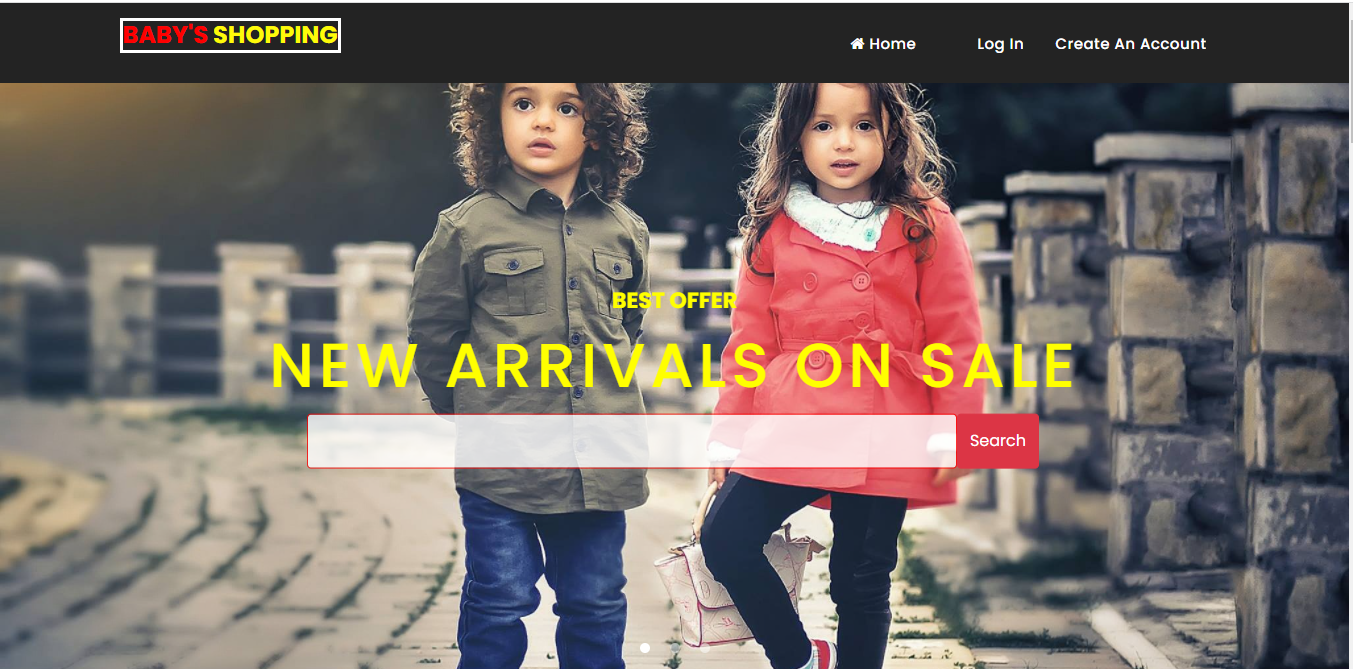 BABY'S SHOPPING
Home
Log In
Create An Account
BEST OFFER
NEW ARRIVALS ON SALE
Search